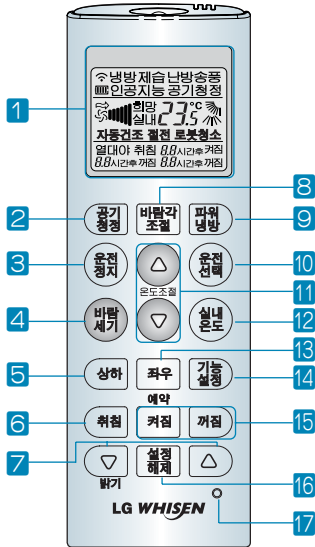 냉방제습난방송풍
인공지능 공기청정
희망
실내
23.5 °C
자동건조 절전 로봇청소
열대야 취침 8.8시간후 켜짐
8.8시간후 꺼짐 8.8시간후 꺼짐
1
8
2
공기
청정
바람각
조절
파워
냉방
9
3
운전
정지
온도조절
운전
선택
10
11
4
바람
세기
실내
온도
12
13
5
상하
좌우
기능
설정
14
예약
6
취침
켜짐
꺼짐
15
7
밝기
설정
해제
16
LG WHISEN
17